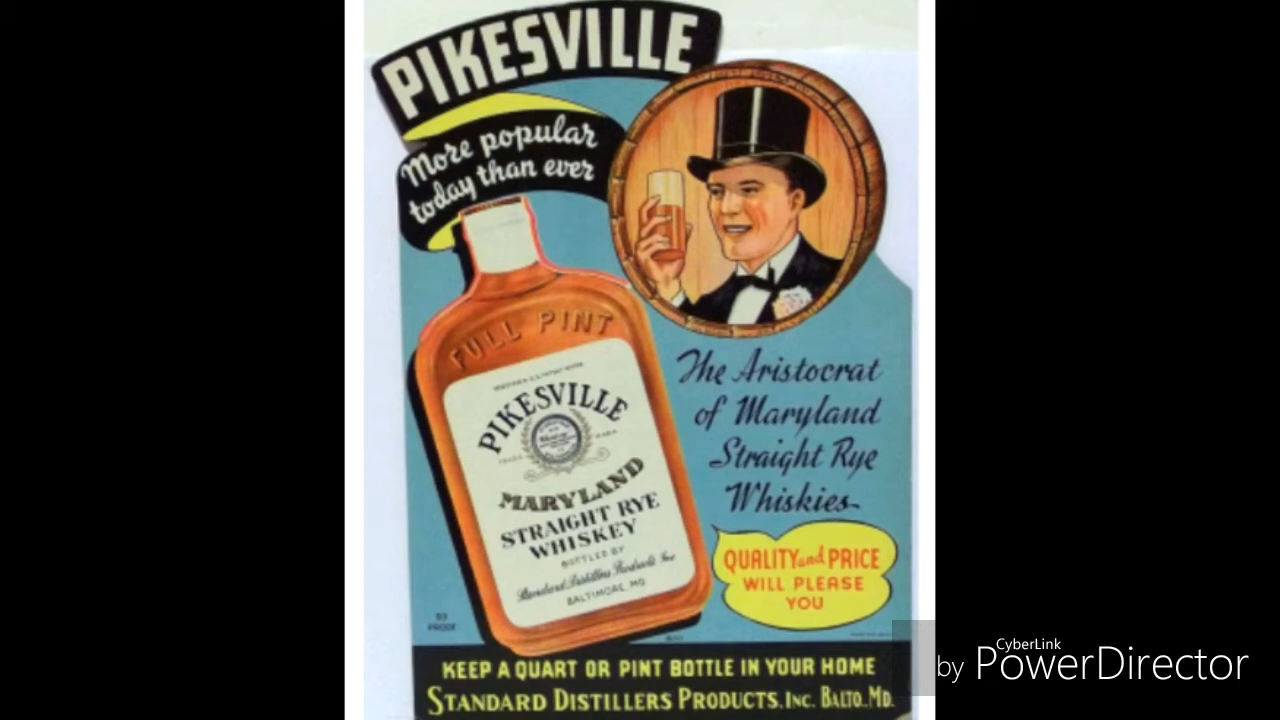 PIKESVILLE
More popular
today than ever
FULL PINT
PIKESVILLE
MARYLAND
STRAIGHT RYE
WHISKEY
BOTTLED BY
Standard Distillers Products Inc
BALTIMORE, MD
The Aristocrat
of Maryland
Straight Rye
Whiskies
QUALITY and PRICE
WILL PLEASE
YOU
93
PROOF
KEEP A QUART OR PINT BOTTLE IN YOUR HOME
STANDARD DISTILLERS PRODUCTS, INC. BALTO., MD.
by CyberLink
PowerDirector